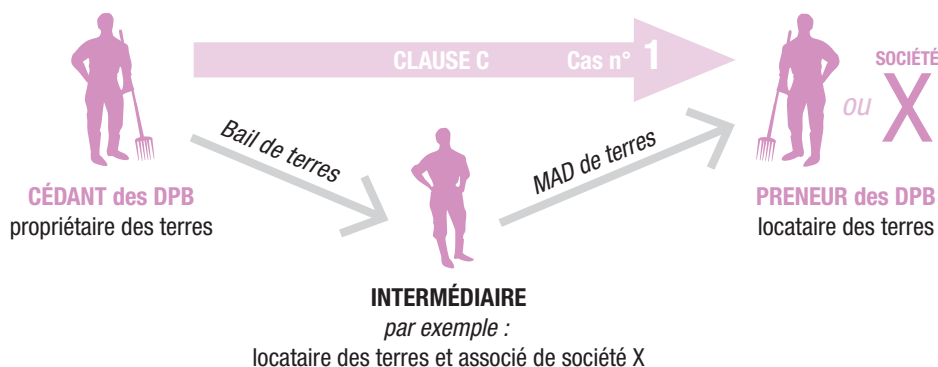 CLAUSE C Cas n° 1
SOCIÉTÉ
ou X
Bail de terres
MAD de terres
CÉDANT des DPB
propriétaire des terres
PRENEUR des DPB
locataire des terres
INTERMÉDIAIRE
par exemple :
locataire des terres et associé de société X